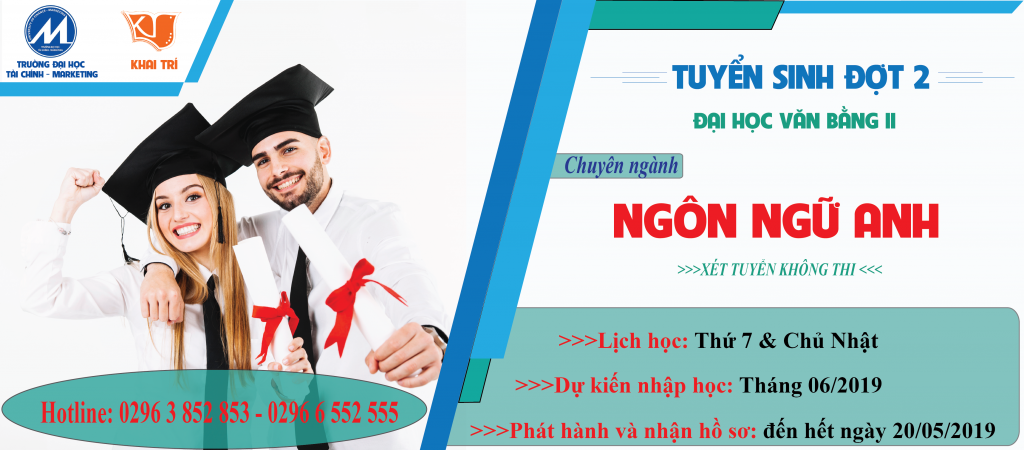 TRƯỜNG ĐẠI HỌC
TÀI CHÍNH - MARKETING
KHAI TRÍ
TUYỂN SINH ĐỢT 2
ĐẠI HỌC VĂN BẰNG II
Chuyên ngành
NGÔN NGỮ ANH
>>>XÉT TUYỂN KHÔNG THI <<<
>>>Lịch học: Thứ 7 & Chủ Nhật
>>>Dự kiến nhập học: Tháng 06/2019
>>>Phát hành và nhận hồ sơ: đến hết ngày 20/05/2019
Hotline: 0296 3 852 853 - 0296 6 552 555